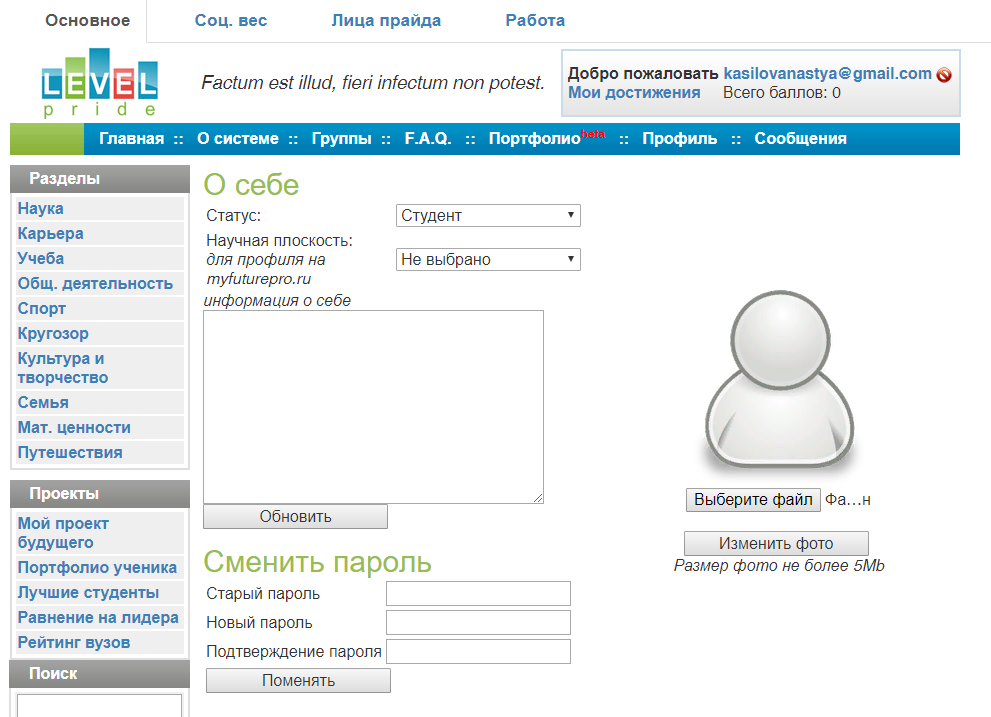 Основное Соц. вес Лица прайда Работа
LEVEL
pride
Factum est illud, fieri infectum non potest.
Добро пожаловать kasilovanastya@gmail.com
Мои достижения Всего баллов: 0
Главная :: О системе :: Группы :: F.A.Q. :: Портфолио beta :: Профиль :: Сообщения
Разделы
Наука
Карьера
Учеба
Общ. деятельность
Спорт
Кругозор
Культура и
творчество
Семья
Мат. ценности
Путешествия
Проекты
Мой проект
будущего
Портфолио ученика
Лучшие студенты
Равнение на лидера
Рейтинг вузов
Поиск
О себе
Статус: Студент
Научная плоскость:
для профиля на
myfuturepro.ru
Не выбрано
информация о себе
Обновить
Сменить пароль
Старый пароль
Новый пароль
Подтверждение пароля
Поменять
Выберите файл Фа...н
Изменить фото
Размер фото не более 5Mb